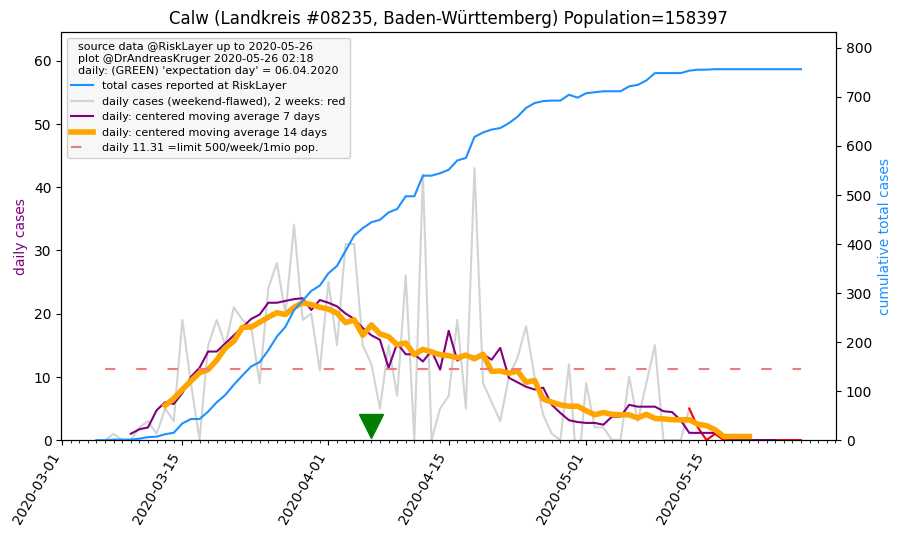 Calw (Landkreis #08235, Baden-Württemberg) Population=158397
source data @RiskLayer up to 2020-05-26
plot @DrAndreasKruger 2020-05-26 02:18
daily: (GREEN) 'expectation day' = 06.04.2020
total cases reported at RiskLayer
daily cases (weekend-flawed), 2 weeks: red
daily: centered moving average 7 days
daily: centered moving average 14 days
daily 11.31 =limit 500/week/1mio pop.
daily cases
60
50
40
30
20
10
0
cumulative total cases
800
700
600
500
400
300
200
100
0
2020-03-01
2020-03-15
2020-04-01
2020-04-15
2020-05-01
2020-05-15